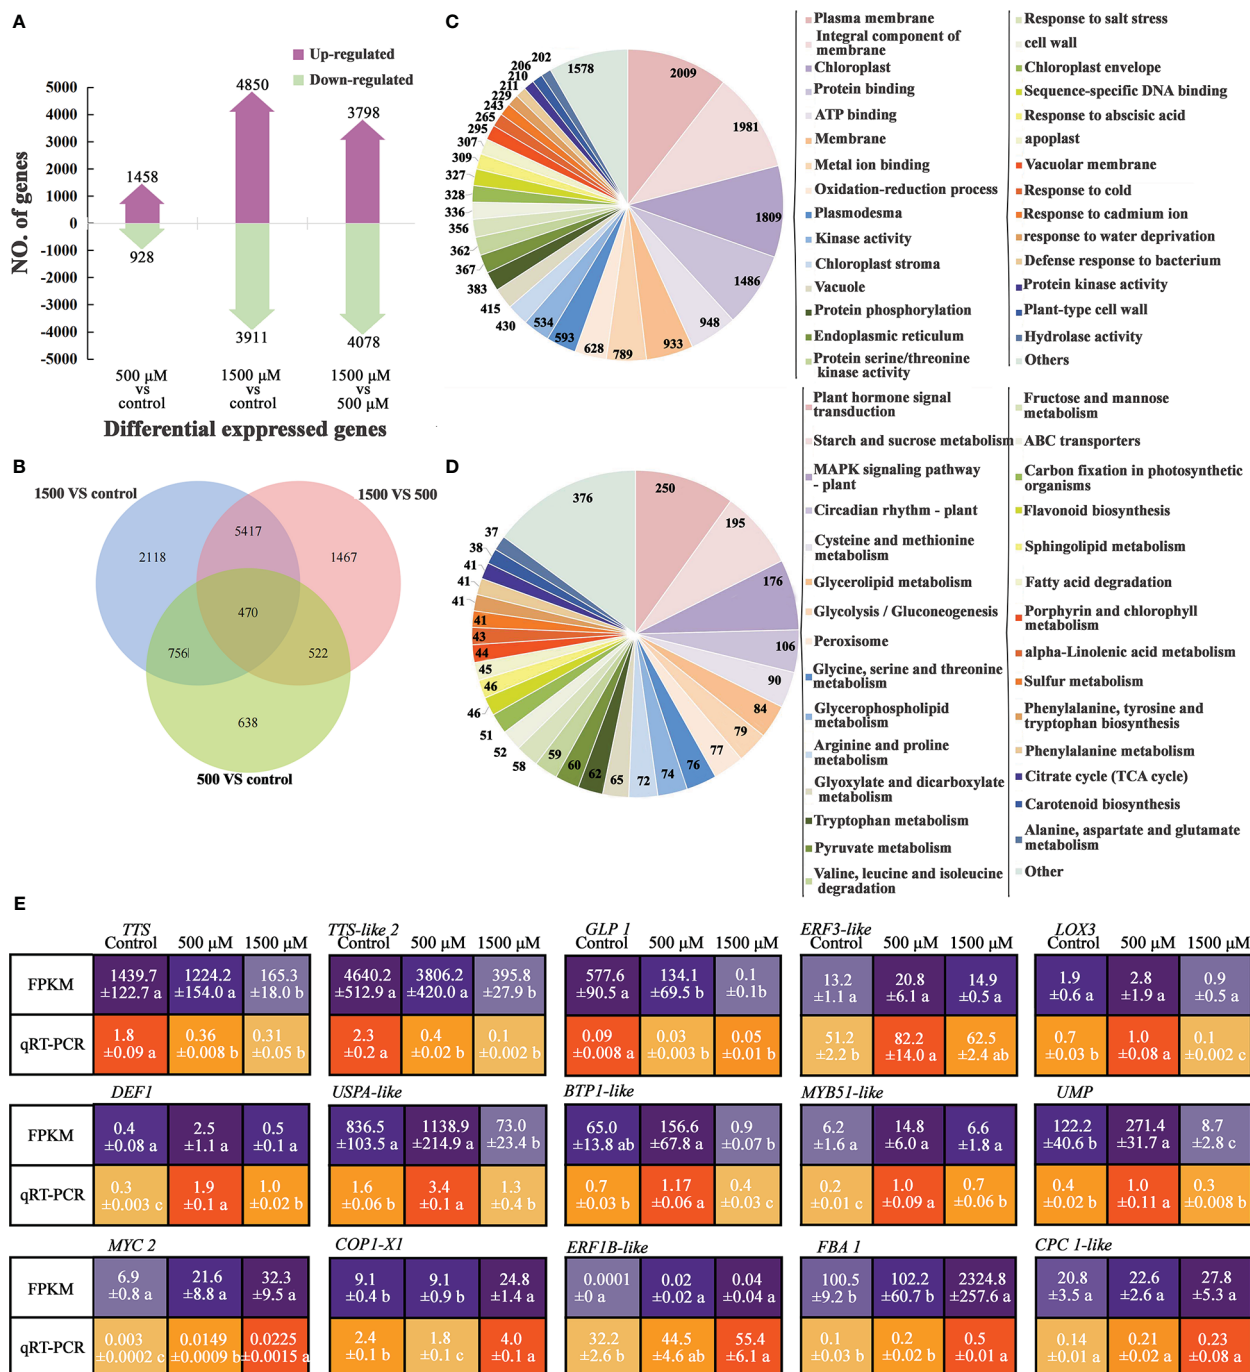 A
Up-regulated
Down-regulated
NO. of genes
5000
4000
3000
2000
1000
0
-1000
-2000
-3000
-4000
-5000
1458
928
4850
3911
3798
4078
500 μM
vs
control
1500 μM
vs
control
1500 μM
vs
500 μM
Differential exppressed genes
B
1500 VS control
1500 VS 500
2118
5417
1467
470
756
522
638
500 VS control
C
2009
1981
1809
1486
948
933
789
628
593
534
430
415
383
367
362
356
336
328
327
309
307
295
265
243
229
211
210
206
202
1578
Plasma membrane
Integral component of
membrane
Chloroplast
Protein binding
ATP binding
Membrane
Metal ion binding
Oxidation-reduction process
Plasmodesma
Kinase activity
Chloroplast stroma
Vacuole
Protein phosphorylation
Endoplasmic reticulum
Protein serine/threonine
kinase activity
Response to salt stress
cell wall
Chloroplast envelope
Sequence-specific DNA binding
Response to abscisic acid
apoplast
Vacuolar membrane
Response to cold
Response to cadmium ion
response to water deprivation
Defense response to bacterium
Protein kinase activity
Plant-type cell wall
Hydrolase activity
Others
D
250
195
176
106
90
84
79
77
76
74
72
65
62
60
59
58
52
51
46
46
45
44
43
41
41
41
41
38
37
376
Plant hormone signal
transduction
Starch and sucrose metabolism
MAPK signaling pathway
- plant
Circadian rhythm - plant
Cysteine and methionine
metabolism
Glycerolipid metabolism
Glycolysis / Gluconeogenesis
Peroxisome
Glycine, serine and threonine
metabolism
Glycerophospholipid
metabolism
Arginine and proline
metabolism
Glyoxylate and dicarboxylate
metabolism
Tryptophan metabolism
Pyruvate metabolism
Valine, leucine and isoleucine
degradation
Fructose and mannose
metabolism
ABC transporters
Carbon fixation in photosynthetic
organisms
Flavonoid biosynthesis
Sphingolipid metabolism
Fatty acid degradation
Porphyrin and chlorophyll
metabolism
alpha-Linolenic acid metabolism
Sulfur metabolism
Phenylalanine, tyrosine and
tryptophan biosynthesis
Phenylalanine metabolism
Citrate cycle (TCA cycle)
Carotenoid biosynthesis
Alanine, aspartate and glutamate
metabolism
Other
E
TTS TTS-like 2 GLP 1 ERF3-like LOX3
Control 500 μM 1500 μM Control 500 μM 1500 μM Control 500 μM 1500 μM Control 500 μM 1500 μM Control 500 μM 1500 μM
FPKM 1439.7 1224.2 165.3 4640.2 3806.2 395.8 577.6 134.1 0.1 13.2 20.8 14.9 1.9 2.8 0.9
±122.7 a ±154.0 a ±18.0 b ±512.9 a ±420.0 a ±27.9 b ±90.5 a ±69.5 b ±0.1b ±1.1 a ±6.1 a ±0.5 a ±0.6 a ±1.9 a ±0.5 a
qRT-PCR 1.8 0.36 0.31 2.3 0.4 0.1 0.09 0.03 0.05 51.2 82.2 62.5 0.7 1.0 0.1
±0.09 a ±0.008 b ±0.05 b ±0.2 a ±0.02 b ±0.002 b ±0.008 a ±0.003 b ±0.01 b ±2.2 b ±14.0 a ±2.4 ab ±0.03 b ±0.08 a ±0.002 c
DEF1 USPA-like BTP1-like MYB51-like UMP
FPKM 0.4 2.5 0.5 836.5 1138.9 73.0 65.0 156.6 0.9 6.2 14.8 6.6 122.2 271.4 8.7
±0.08 a ±1.1 a ±0.1 a ±103.5 a ±214.9 a ±23.4 b ±13.8 ab ±67.8 a ±0.07 b ±1.6 a ±6.0 a ±1.8 a ±40.6 b ±31.7 a ±2.8 c
qRT-PCR 0.3 1.9 1.0 1.6 3.4 1.3 0.7 1.17 0.4 0.2 1.0 0.7 0.4 1.0 0.3
±0.003 c ±0.1 a ±0.02 b ±0.06 b ±0.1 a ±0.4 b ±0.03 b ±0.06 a ±0.03 c ±0.01 c ±0.09 a ±0.06 b ±0.02 b ±0.11 a ±0.008 b
MYC 2 COP1-X1 ERF1B-like FBA 1 CPC 1-like
FPKM 6.9 21.6 32.3 9.1 9.1 24.8 0.0001 0.02 0.04 100.5 102.2 2324.8 20.8 22.6 27.8
±0.8 a ±8.8 a ±9.5 a ±0.4 b ±0.9 b ±1.4 a ±0 a ±0.02 a ±0.04 a ±9.2 b ±60.7 b ±257.6 a ±3.5 a ±2.6 a ±5.3 a
qRT-PCR 0.003 0.0149 0.0225 2.4 1.8 4.0 32.2 44.5 55.4 0.1 0.2 0.5 0.14 0.21 0.23
±0.0002 c ±0.0009 b ±0.0015 a ±0.1 b ±0.1 c ±0.1 a ±2.6 b ±4.6 ab ±6.1 a ±0.03 b ±0.02 b ±0.01 a ±0.01 a ±0.02 a ±0.08 a